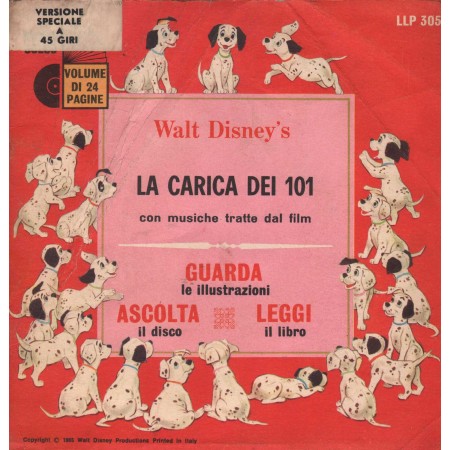 VERSIONE
SPECIALE
A
45 GIRI
LLP 305
VOLUME
DI 24
PAGINE
Walt Disney's
LA CARICA DEI 101
con musiche tratte dal film
GUARDA
le illustrazioni
ASCOLTA
il disco
LEGGI
il libro
Walt Disney Productions Printed in Italy